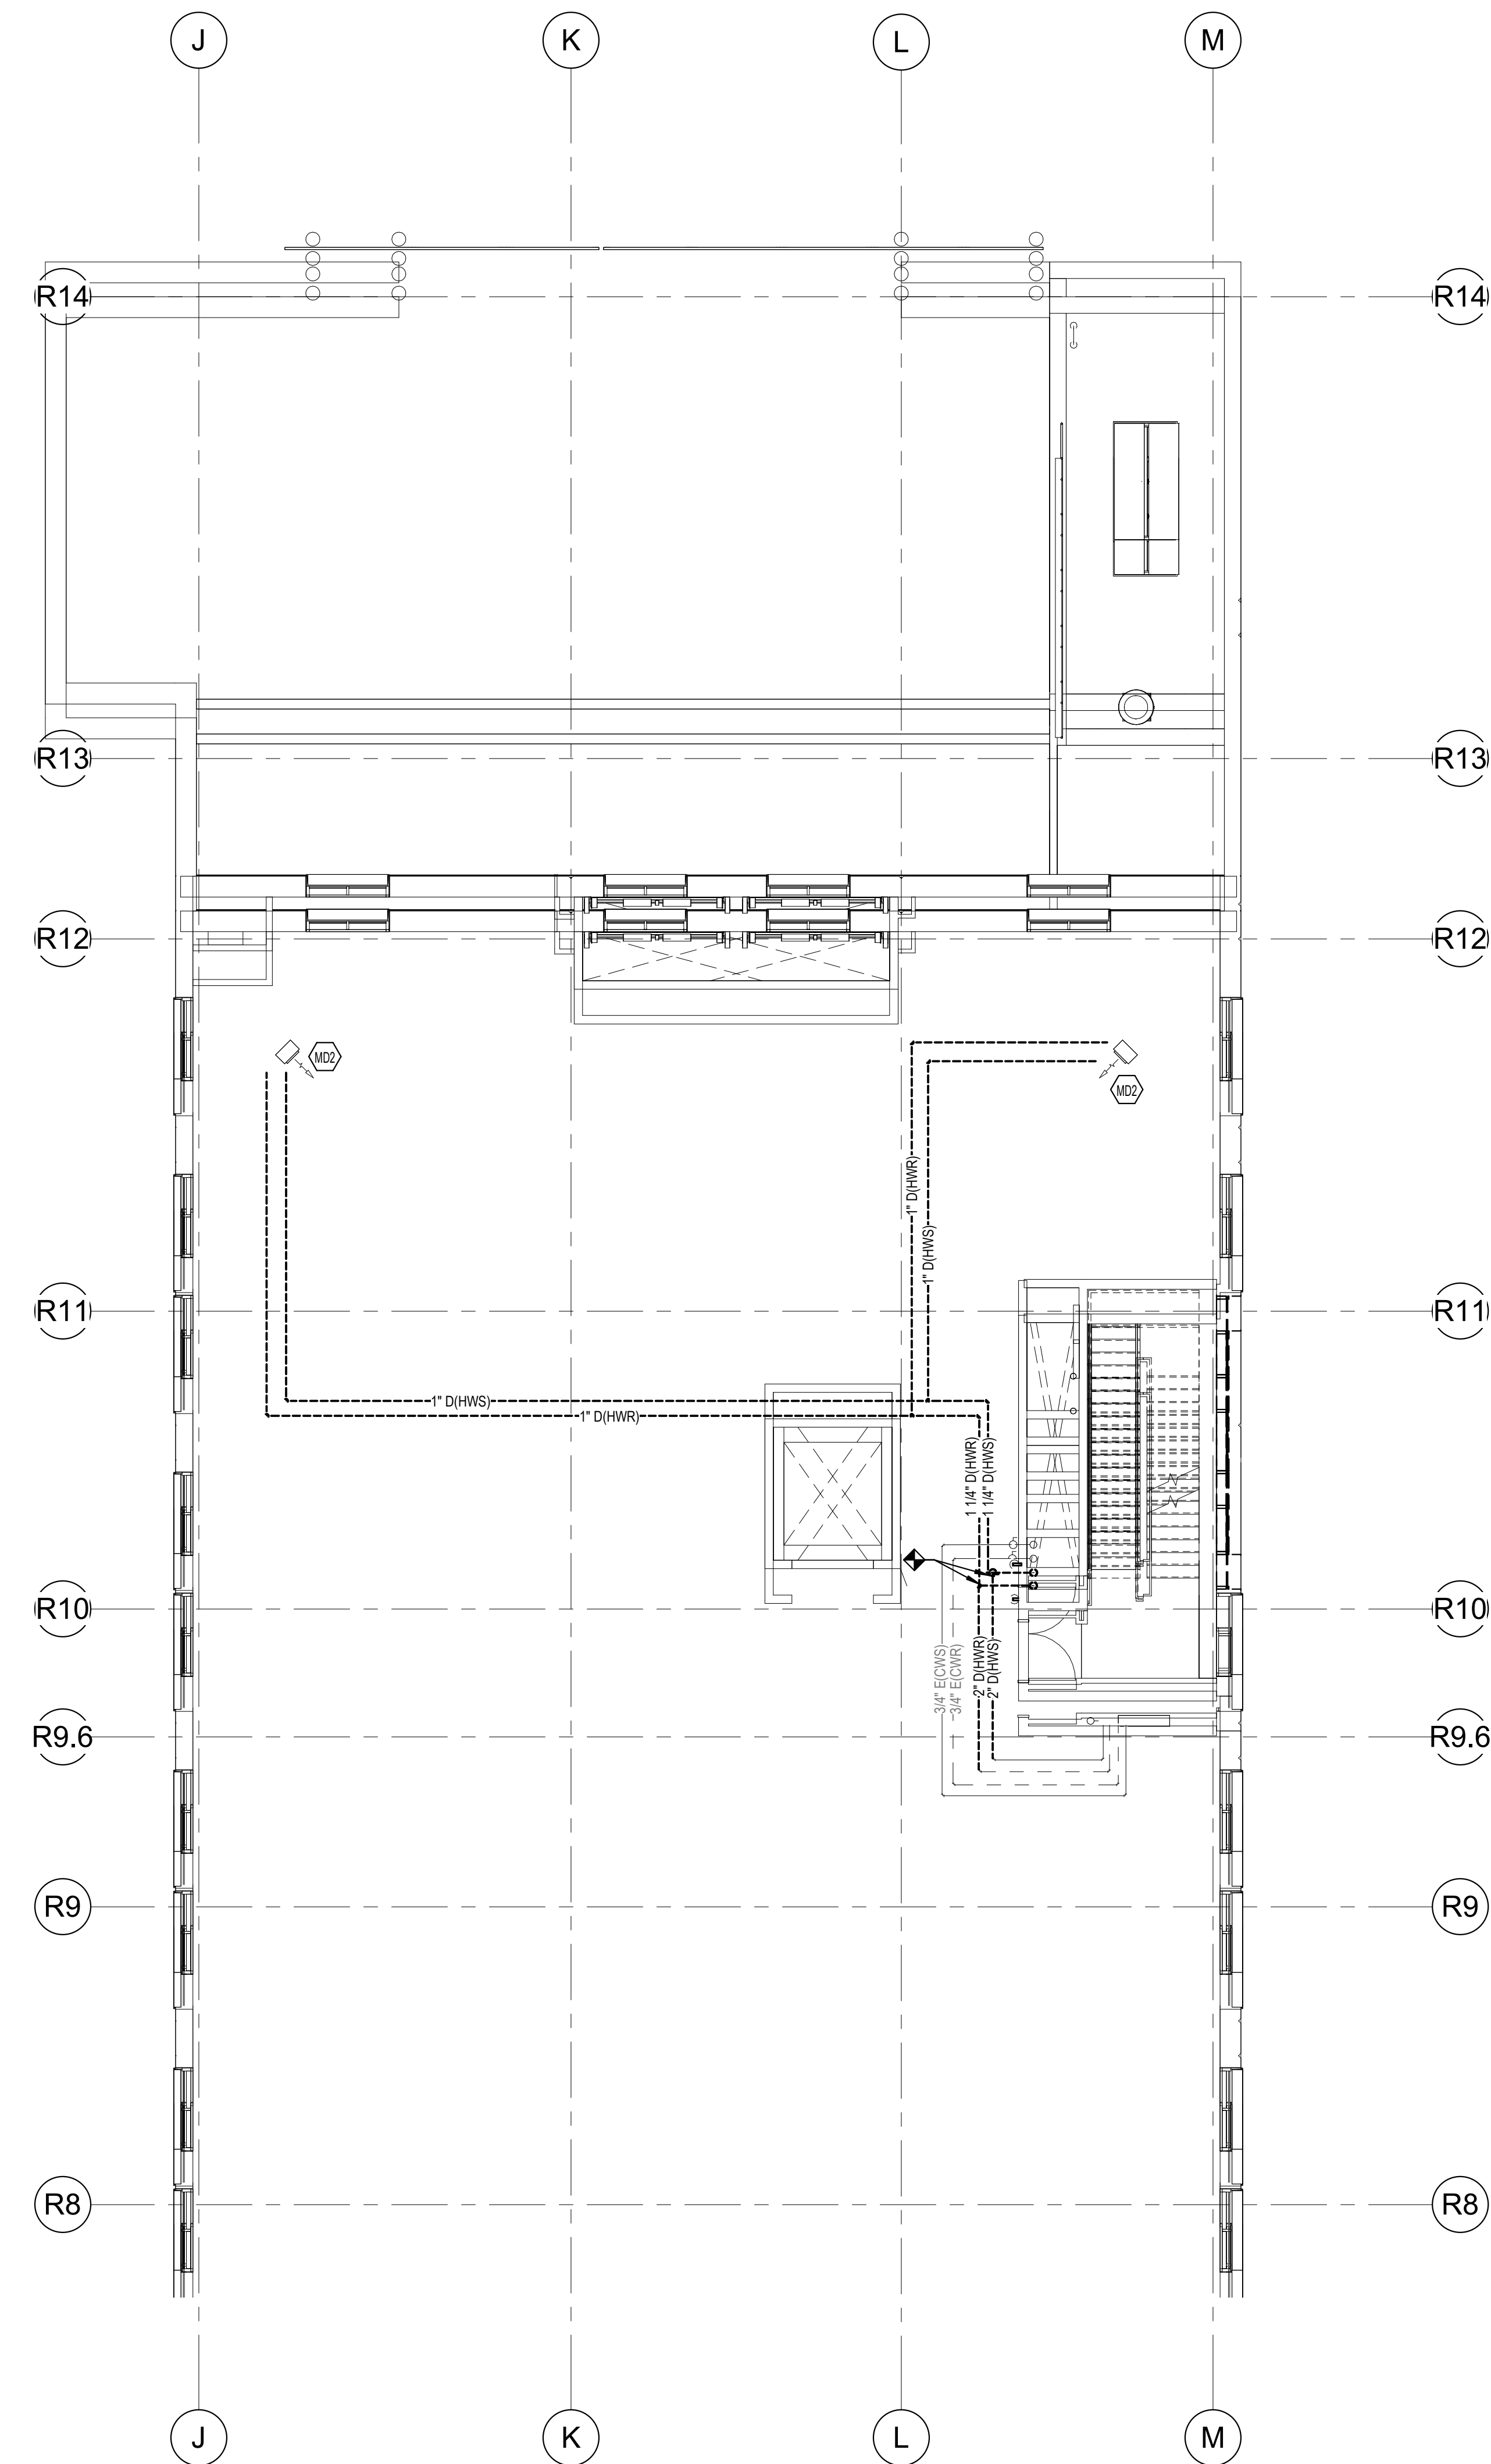 J
K
L
M
R14
R14
R13
R13
R12
R12
MD2
MD2
1" D(HWR)
1" D(HWS)
R11
R11
1" D(HWS)
1" D(HWR)
1 1/4" D(HWR)
1 1/4" D(HWS)
R10
R10
3/4" E(CWS)
3/4" E(CWR)
2" D(HWR)
2" D(HWS)
R9.6
R9.6
R9
R9
R8
R8
J
K
L
M